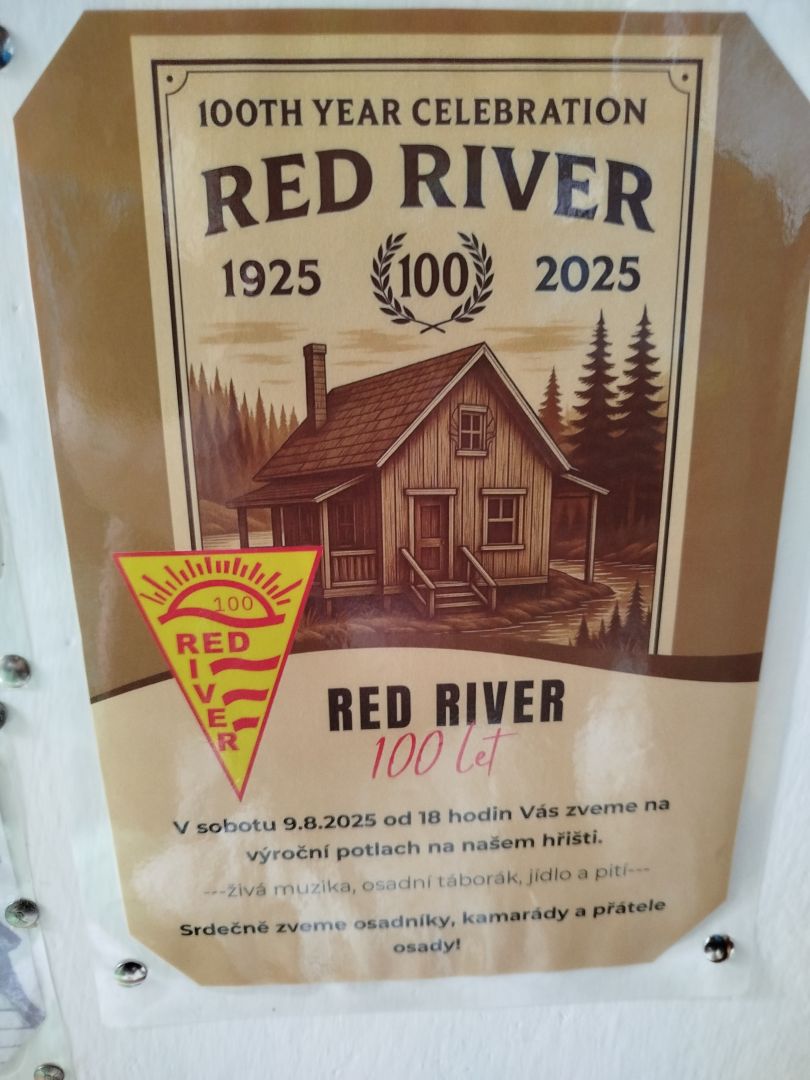 100TH YEAR CELEBRATION
RED RIVER
1925 100 2025
100
RED
RIVER
RED RIVER
100 let
V sobotu 9.8.2025 od 18 hodin Vás zveme na
výroční potlach na našem hřišti.
---živá muzika, osadní táborák, jídlo a pití---
Srdečně zveme osadníky, kamarády a přátele
osady!